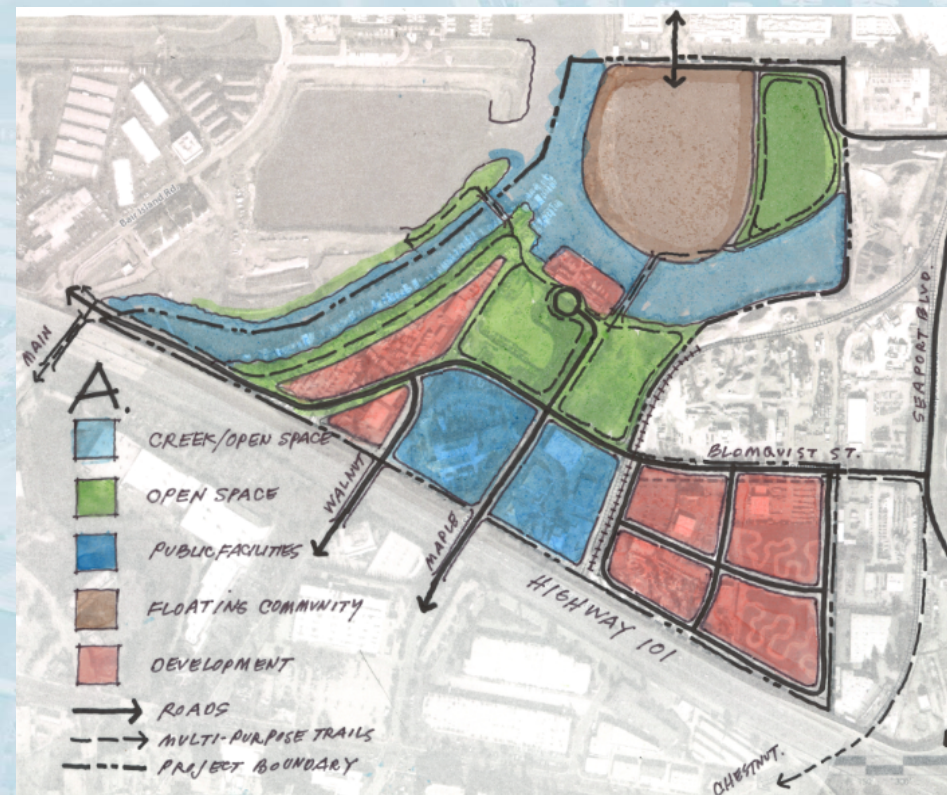 Bair Island Rd
MAIN
A.
CREEK/OPEN SPACE
OPEN SPACE
PUBLIC FACILITIES
FLOATING COMMUNITY
DEVELOPMENT
ROADS
MULTI-PURPOSE TRAILS
PROJECT BOUNDARY
WALNUT
MAPLE
HIGHWAY 101
BLOMQVIST ST.
SEAPORT BLVD.
CHESTNUT.